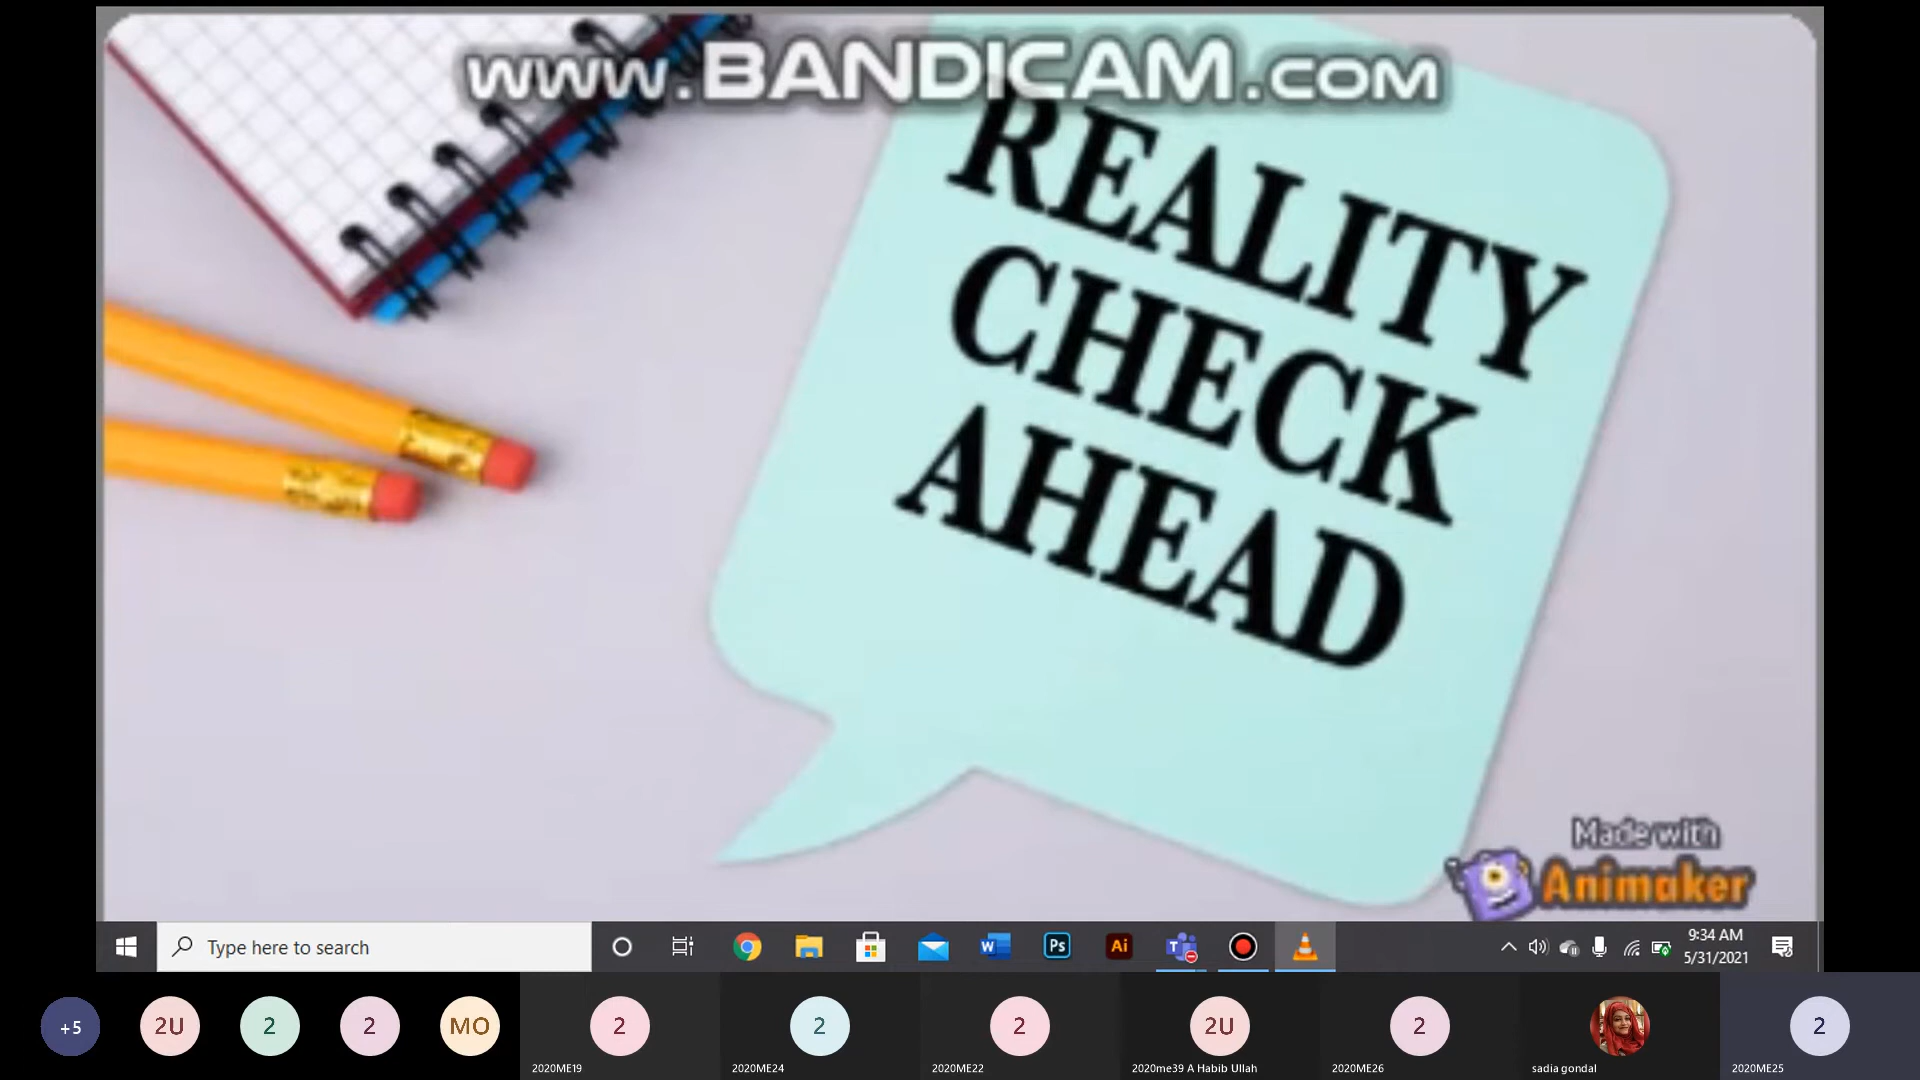 www.BANDICAM.com
REALITY
CHECK
AHEAD
Made with
Animaker
Type here to search
W
Ps
Ai
9:34 AM
5/31/2021
+5
2U
2
2
MO
2
2
2
2U
2
2
2020ME19
2020ME24
2020ME22
2020me39 A Habib Ullah
2020ME26
sadia gondal
2020ME25